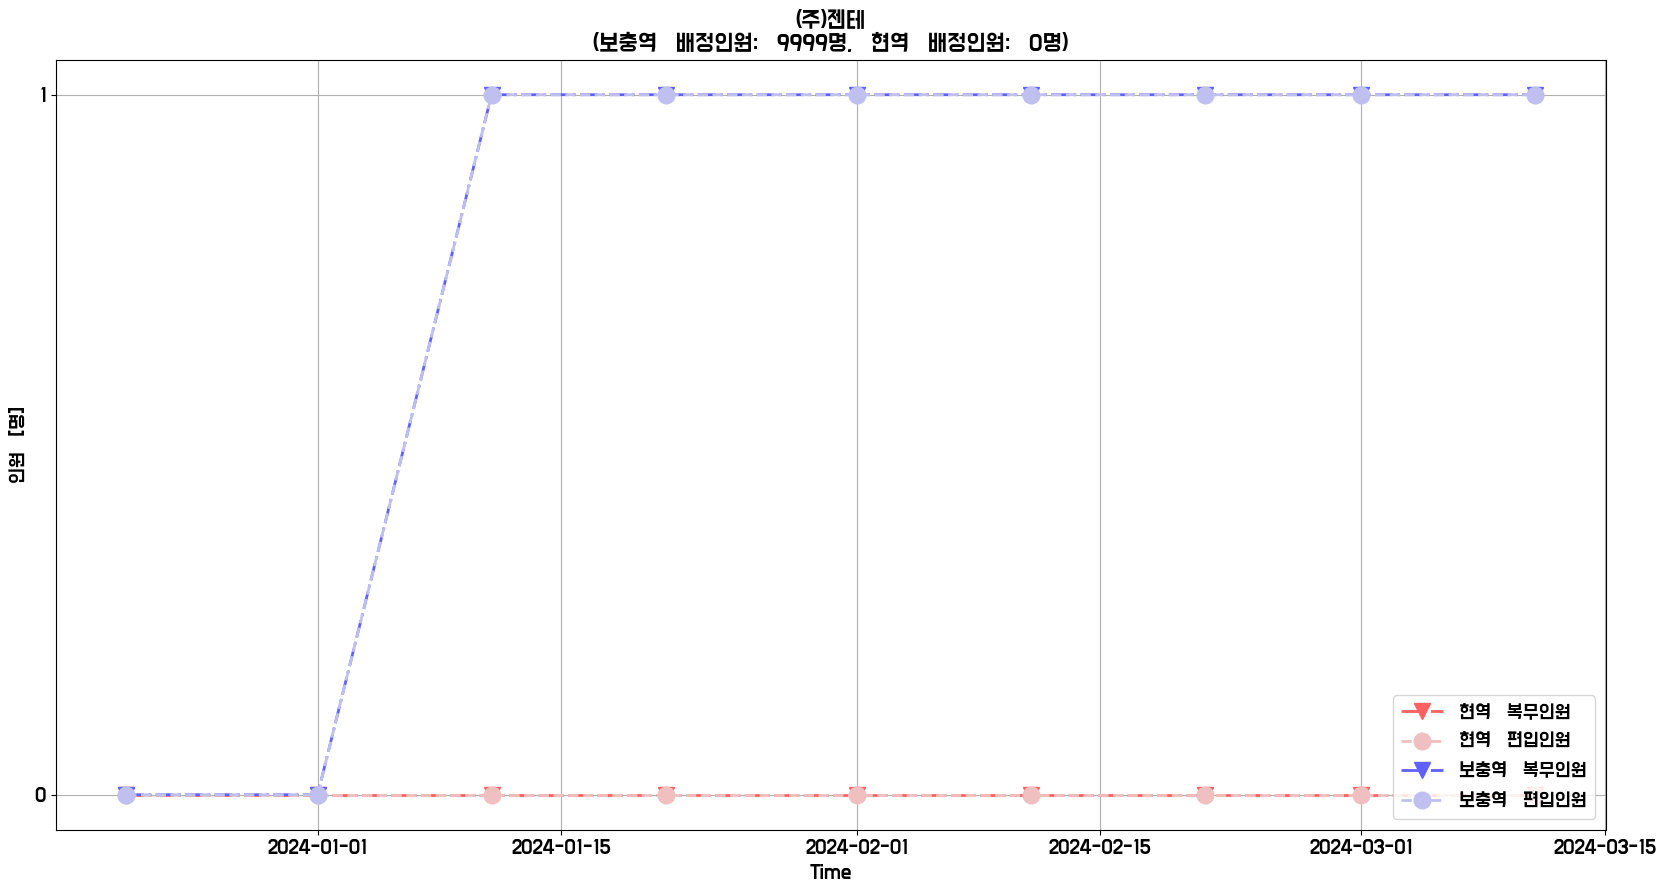 (주)젠테
(보충역 배정인원: 9999명, 현역 배정인원: 0명)
인원 [명]
1
0
현역 복무인원
현역 편입인원
보충역 복무인원
보충역 편입인원
2024-01-01
2024-01-15
2024-02-01
2024-02-15
2024-03-01
2024-03-15
Time